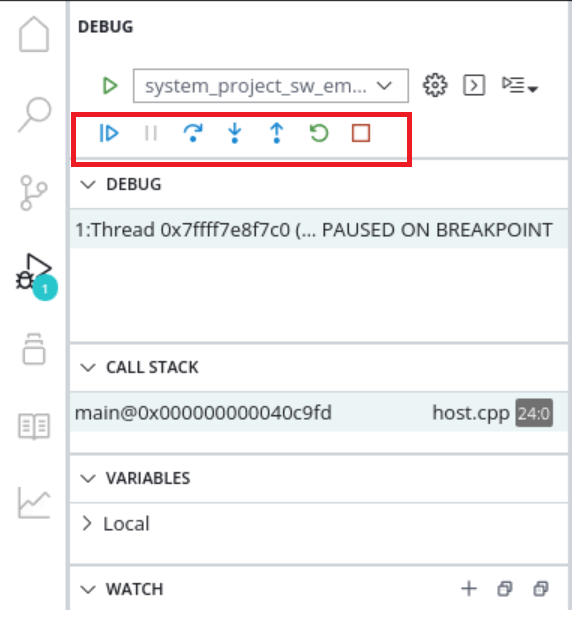 DEBUG
system_project_sw_em...
DEBUG
1:Thread 0x7ffff7e8f7c0 (... PAUSED ON BREAKPOINT
1
CALL STACK
main@0x000000000040c9fd host.cpp 24:0
VARIABLES
Local
WATCH